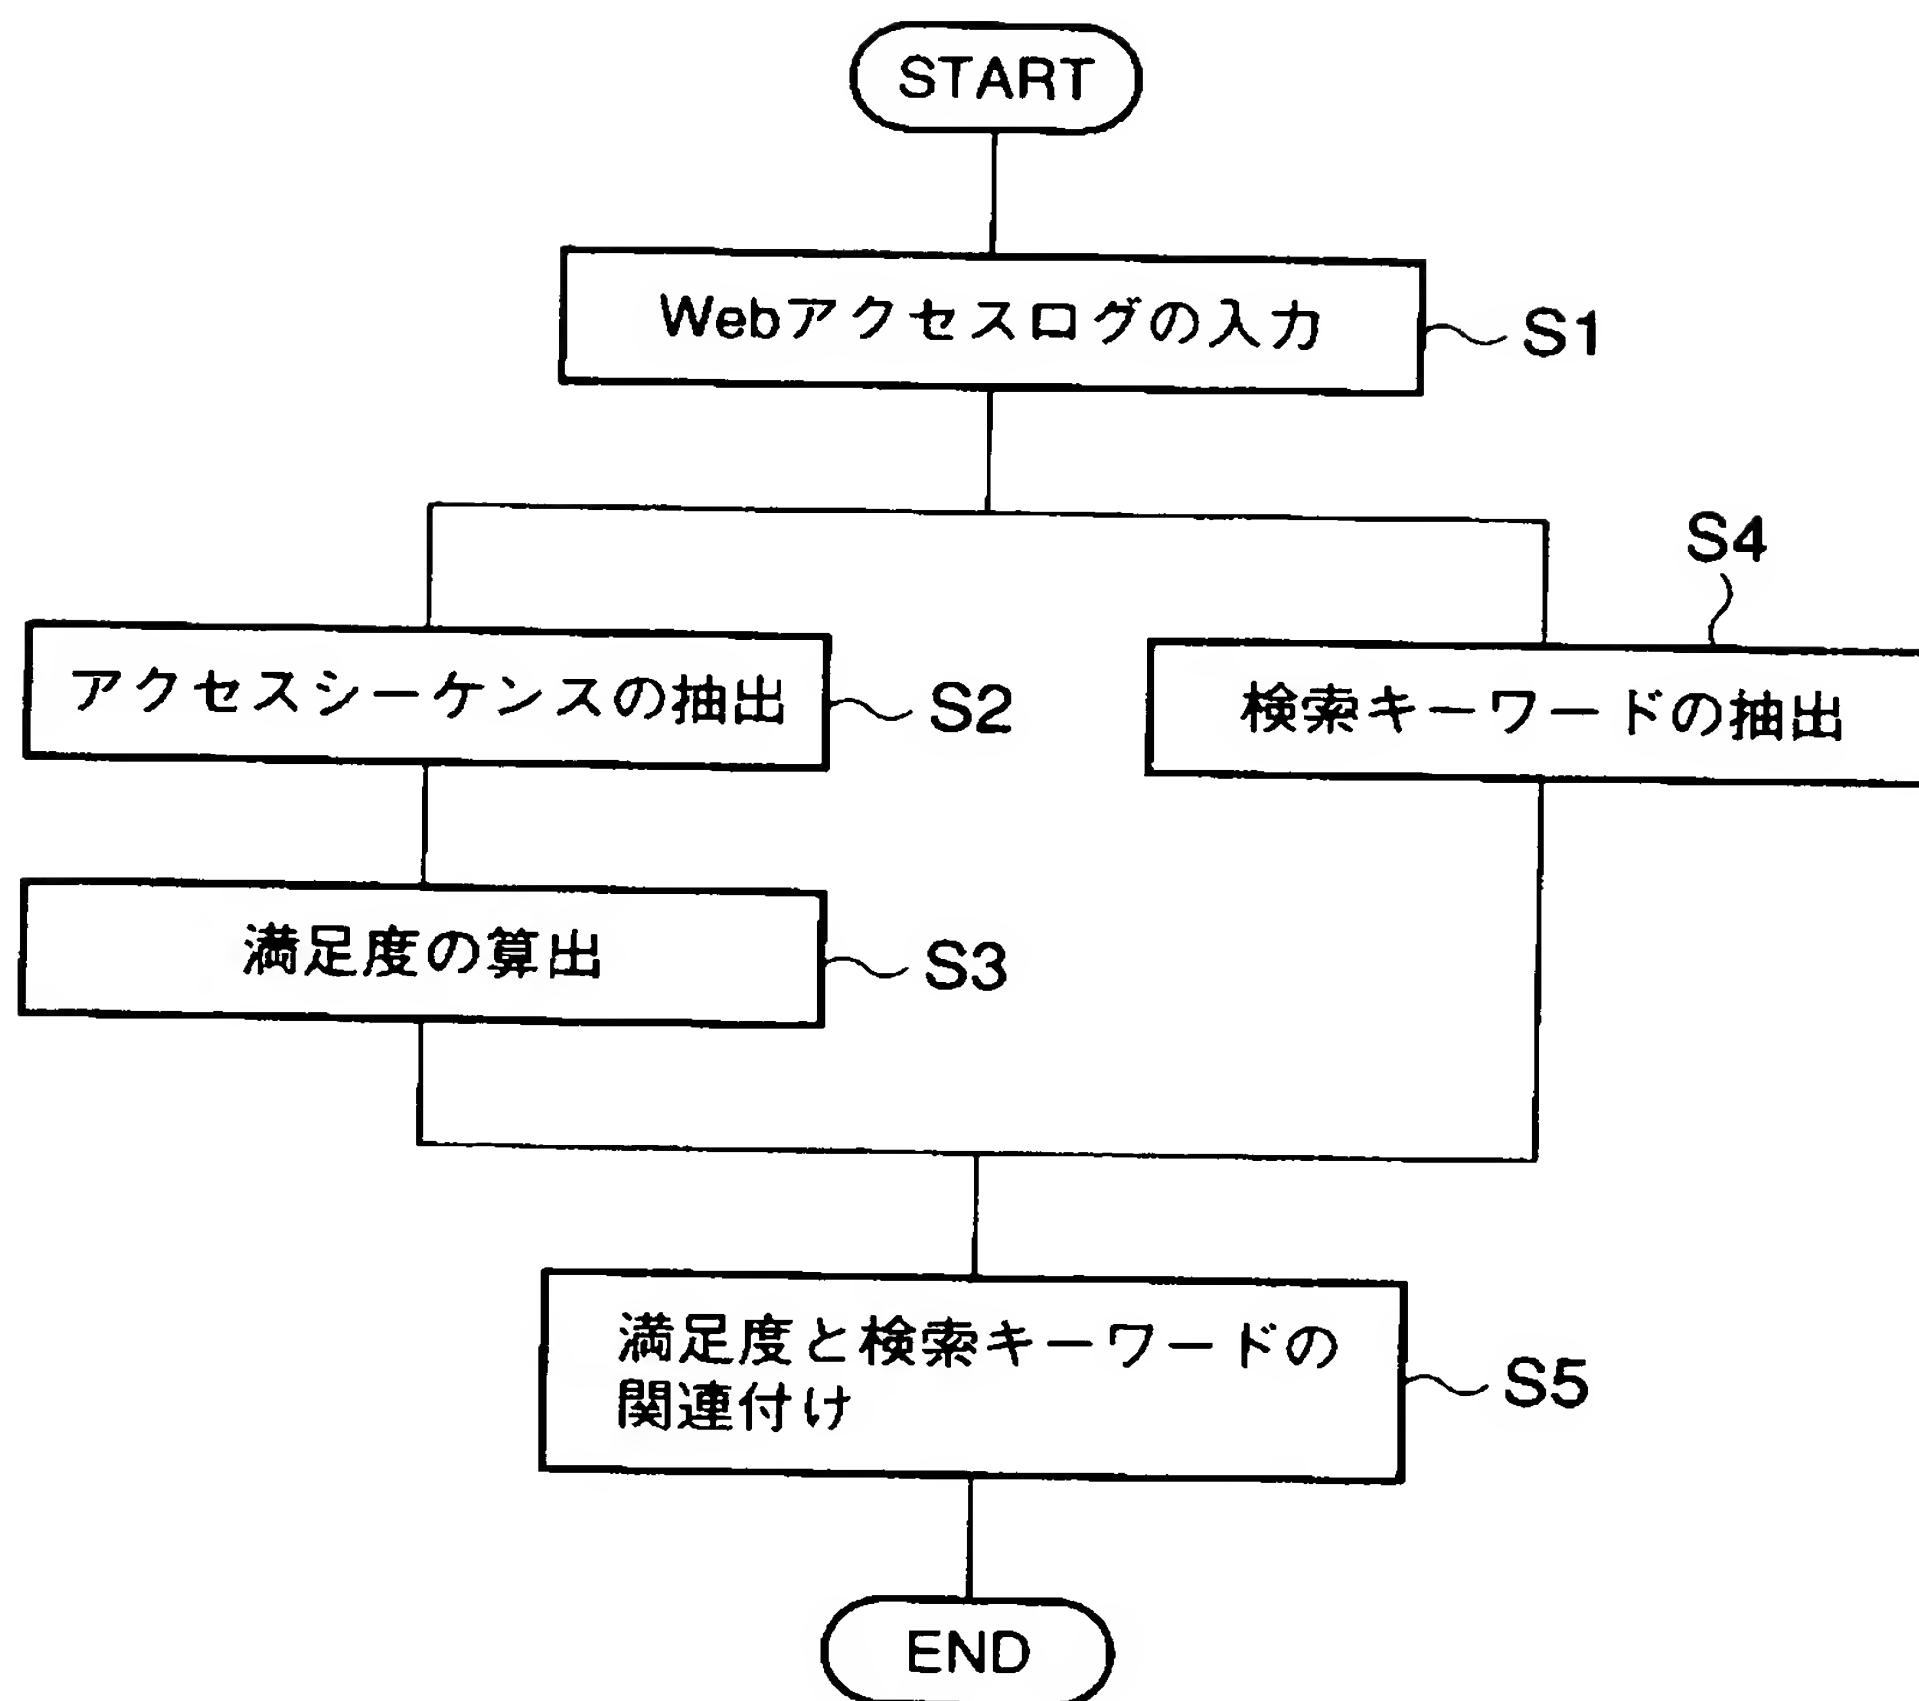 START
Webアクセスログの入力
S1
S4
アクセスシーケンスの抽出
S2
検索キーワードの抽出
満足度の算出
S3
満足度と検索キーワードの
関連付け
S5
END